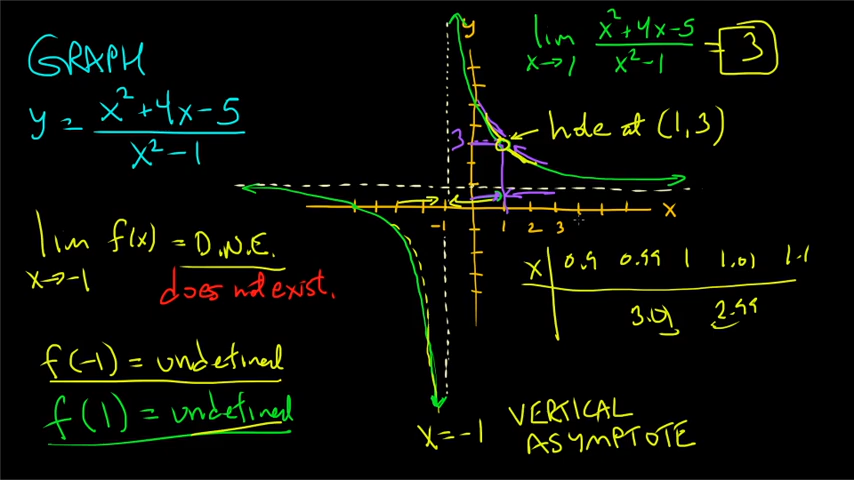 GRAPH
y = x²+4x-5 / x²-1
lim f(x) = D.N.E.
x→-1
does not exist.
f(-1) = undefined
f(1) = undefined
y
lim x²+4x-5 / x²-1 = 3
x→1
hole at (1,3)
3
x
-1 1 2 3
x 0.9 0.99 1 1.01 1.1
3.01 2.99
x=-1 VERTICAL
ASYMPTOTE